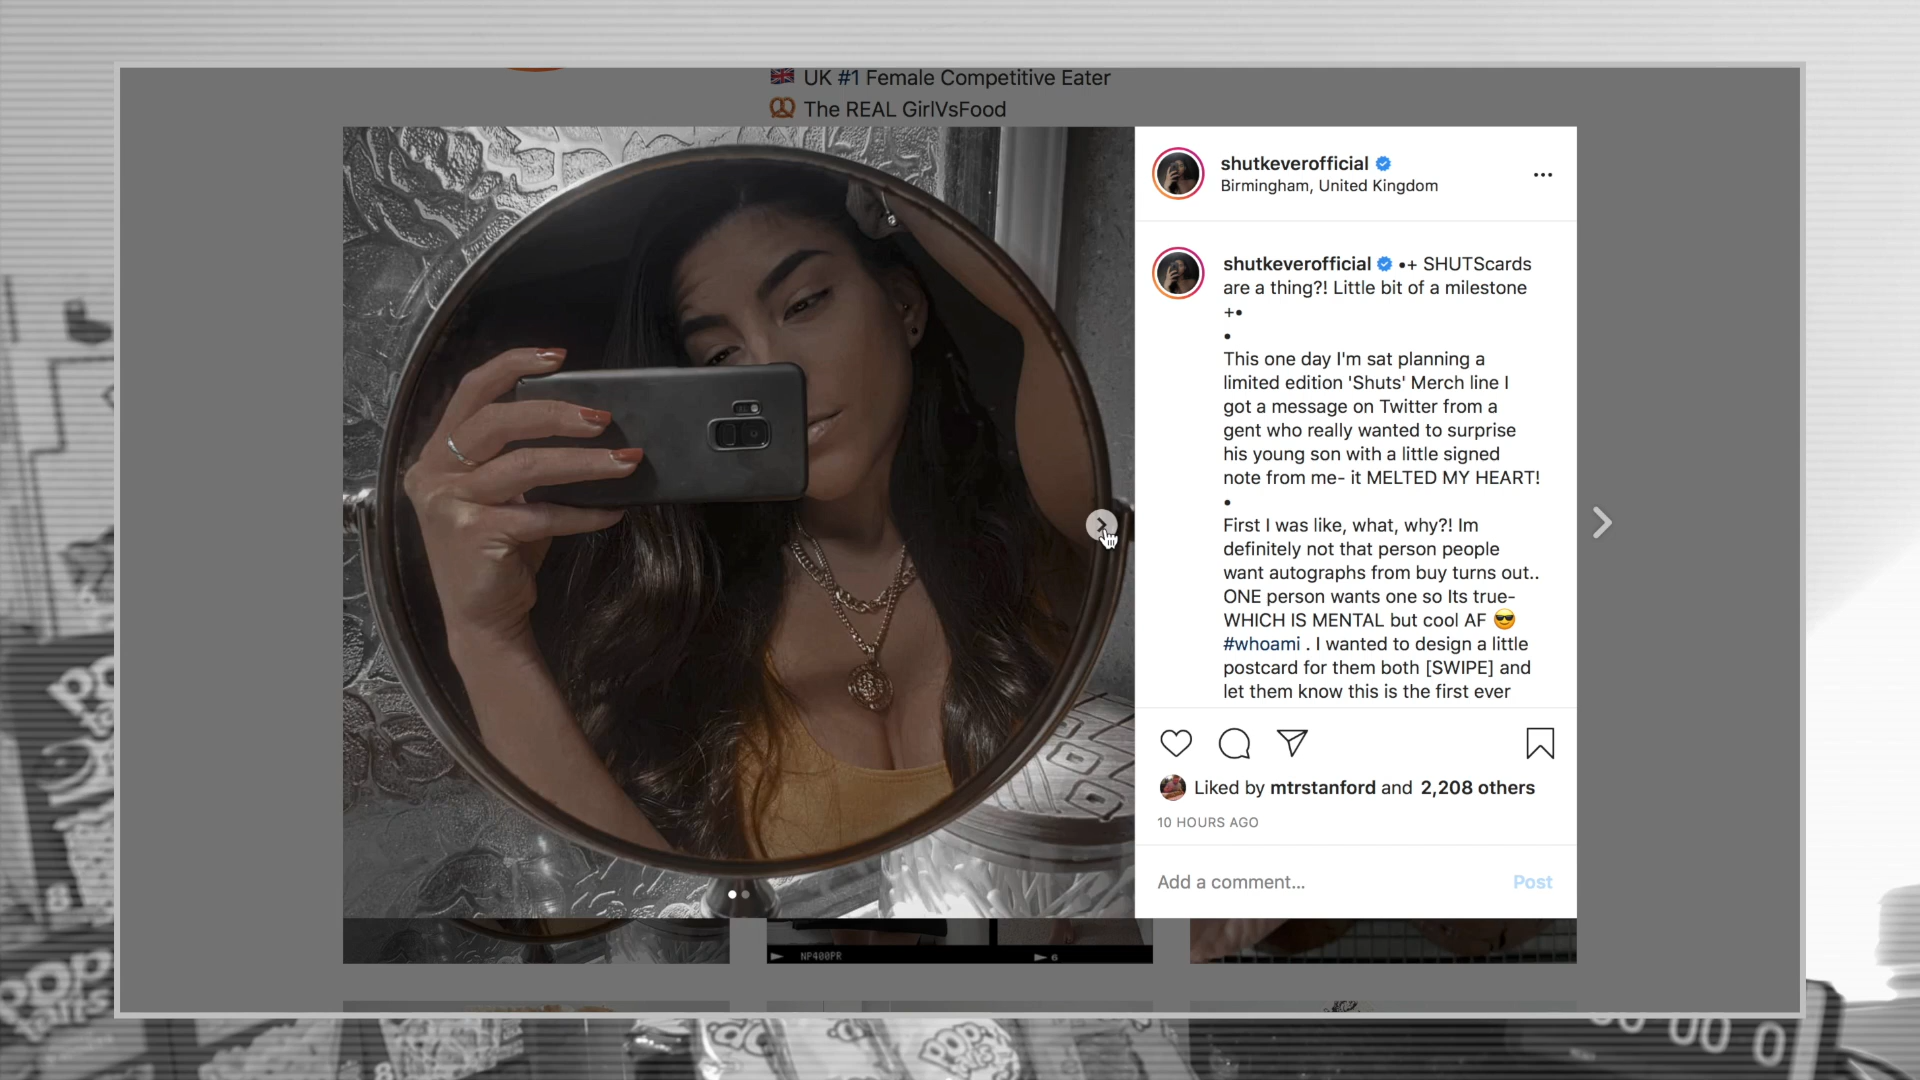 🇬🇧 UK #1 Female Competitive Eater
🥨 The REAL GirlVsFood
shutkeverofficial
Birmingham, United Kingdom
shutkeverofficial •+ SHUTScards
are a thing?! Little bit of a milestone
+•
•
This one day I'm sat planning a
limited edition 'Shuts' Merch line I
got a message on Twitter from a
gent who really wanted to surprise
his young son with a little signed
note from me- it MELTED MY HEART!
•
First I was like, what, why?! Im
definitely not that person people
want autographs from buy turns out..
ONE person wants one so Its true-
WHICH IS MENTAL but cool AF 😎
#whoami . I wanted to design a little
postcard for them both [SWIPE] and
let them know this is the first ever
Liked by mtrstanford and 2,208 others
10 HOURS AGO
Add a comment... Post
NP400PR
6